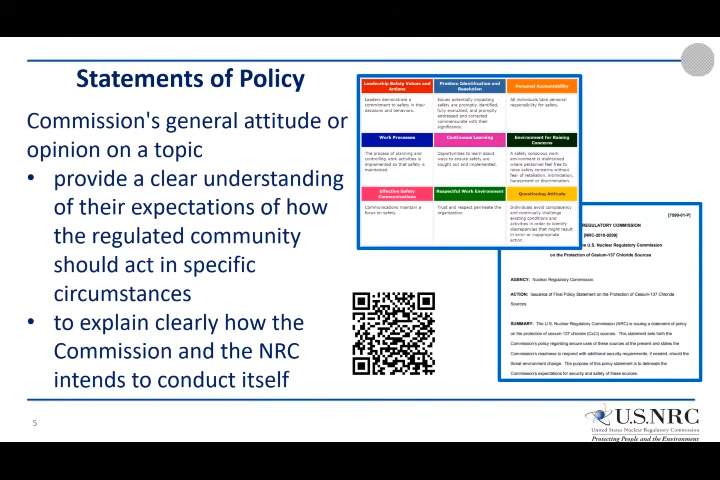 Statements of Policy
Commission's general attitude or
opinion on a topic
• provide a clear understanding
of their expectations of how
the regulated community
should act in specific
circumstances
• to explain clearly how the
Commission and the NRC
intends to conduct itself
Leadership Safety Values and
Actions
Leaders demonstrate a
commitment to safety in their
decisions and behaviors.
Problem Identification and
Resolution
Issues potentially impacting
safety are promptly identified,
fully evaluated, and promptly
addressed and corrected
commensurate with their
significance.
Personal Accountability
All individuals take personal
responsibility for safety.
Work Processes
The process of planning and
controlling work activities is
implemented so that safety is
maintained.
Continuous Learning
Opportunities to learn about
ways to ensure safety are
sought out and implemented.
Environment for Raising
Concerns
A safety conscious work
environment is maintained
where personnel feel free to
raise safety concerns without
fear of retaliation, intimidation,
harassment or discrimination.
Effective Safety
Communications
Communications maintain a
focus on safety.
Respectful Work Environment
Trust and respect permeate the
organization.
Questioning Attitude
Individuals avoid complacency
and continually challenge
existing conditions and
activities in order to identify
discrepancies that might result
in error or inappropriate
action.
[7590-01-P]
REGULATORY COMMISSION
[NRC-2010-0209]
U.S. Nuclear Regulatory Commission
on the Protection of Cesium-137 Chloride Sources
AGENCY: Nuclear Regulatory Commission.
ACTION: Issuance of Final Policy Statement on the Protection of Cesium-137 Chloride
Sources.
SUMMARY: The U.S. Nuclear Regulatory Commission (NRC) is issuing a statement of policy
on the protection of cesium-137 chloride (CsCl) sources. This statement sets forth the
Commission's policy regarding secure uses of these sources at the present and states the
Commission's readiness to respond with additional security requirements, if needed, should the
threat environment change. The purpose of this policy statement is to delineate the
Commission's expectations for security and safety of these sources.
5
U.S.NRC
United States Nuclear Regulatory Commission
Protecting People and the Environment